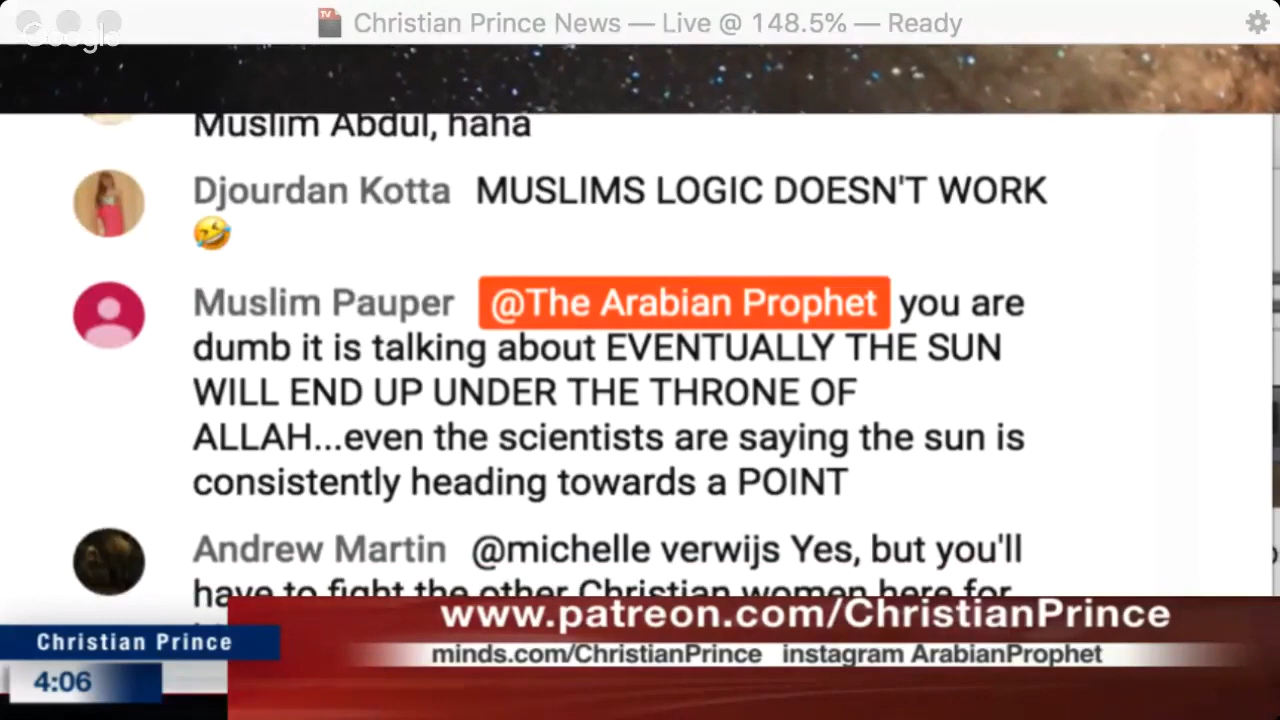 Christian Prince News — Live @ 148.5% — Ready
Google
Muslim Abdul, haha
Djourdan Kotta MUSLIMS LOGIC DOESN'T WORK
🤣
Muslim Pauper @The Arabian Prophet you are
dumb it is talking about EVENTUALLY THE SUN
WILL END UP UNDER THE THRONE OF
ALLAH...even the scientists are saying the sun is
consistently heading towards a POINT
Andrew Martin @michelle verwijs Yes, but you'll
have to fight the other Christian women here for
www.patreon.com/ChristianPrince
Christian Prince
minds.com/ChristianPrince instagram ArabianProphet
4:06